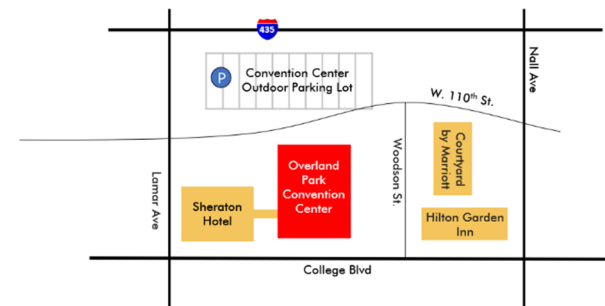 435
P
Convention Center
Outdoor Parking Lot
W. 110th St.
Nall Ave
Lamar Ave
Woodson St.
Courtyard
by Marriott
Overland
Park
Convention
Center
Sheraton
Hotel
Hilton Garden
Inn
College Blvd